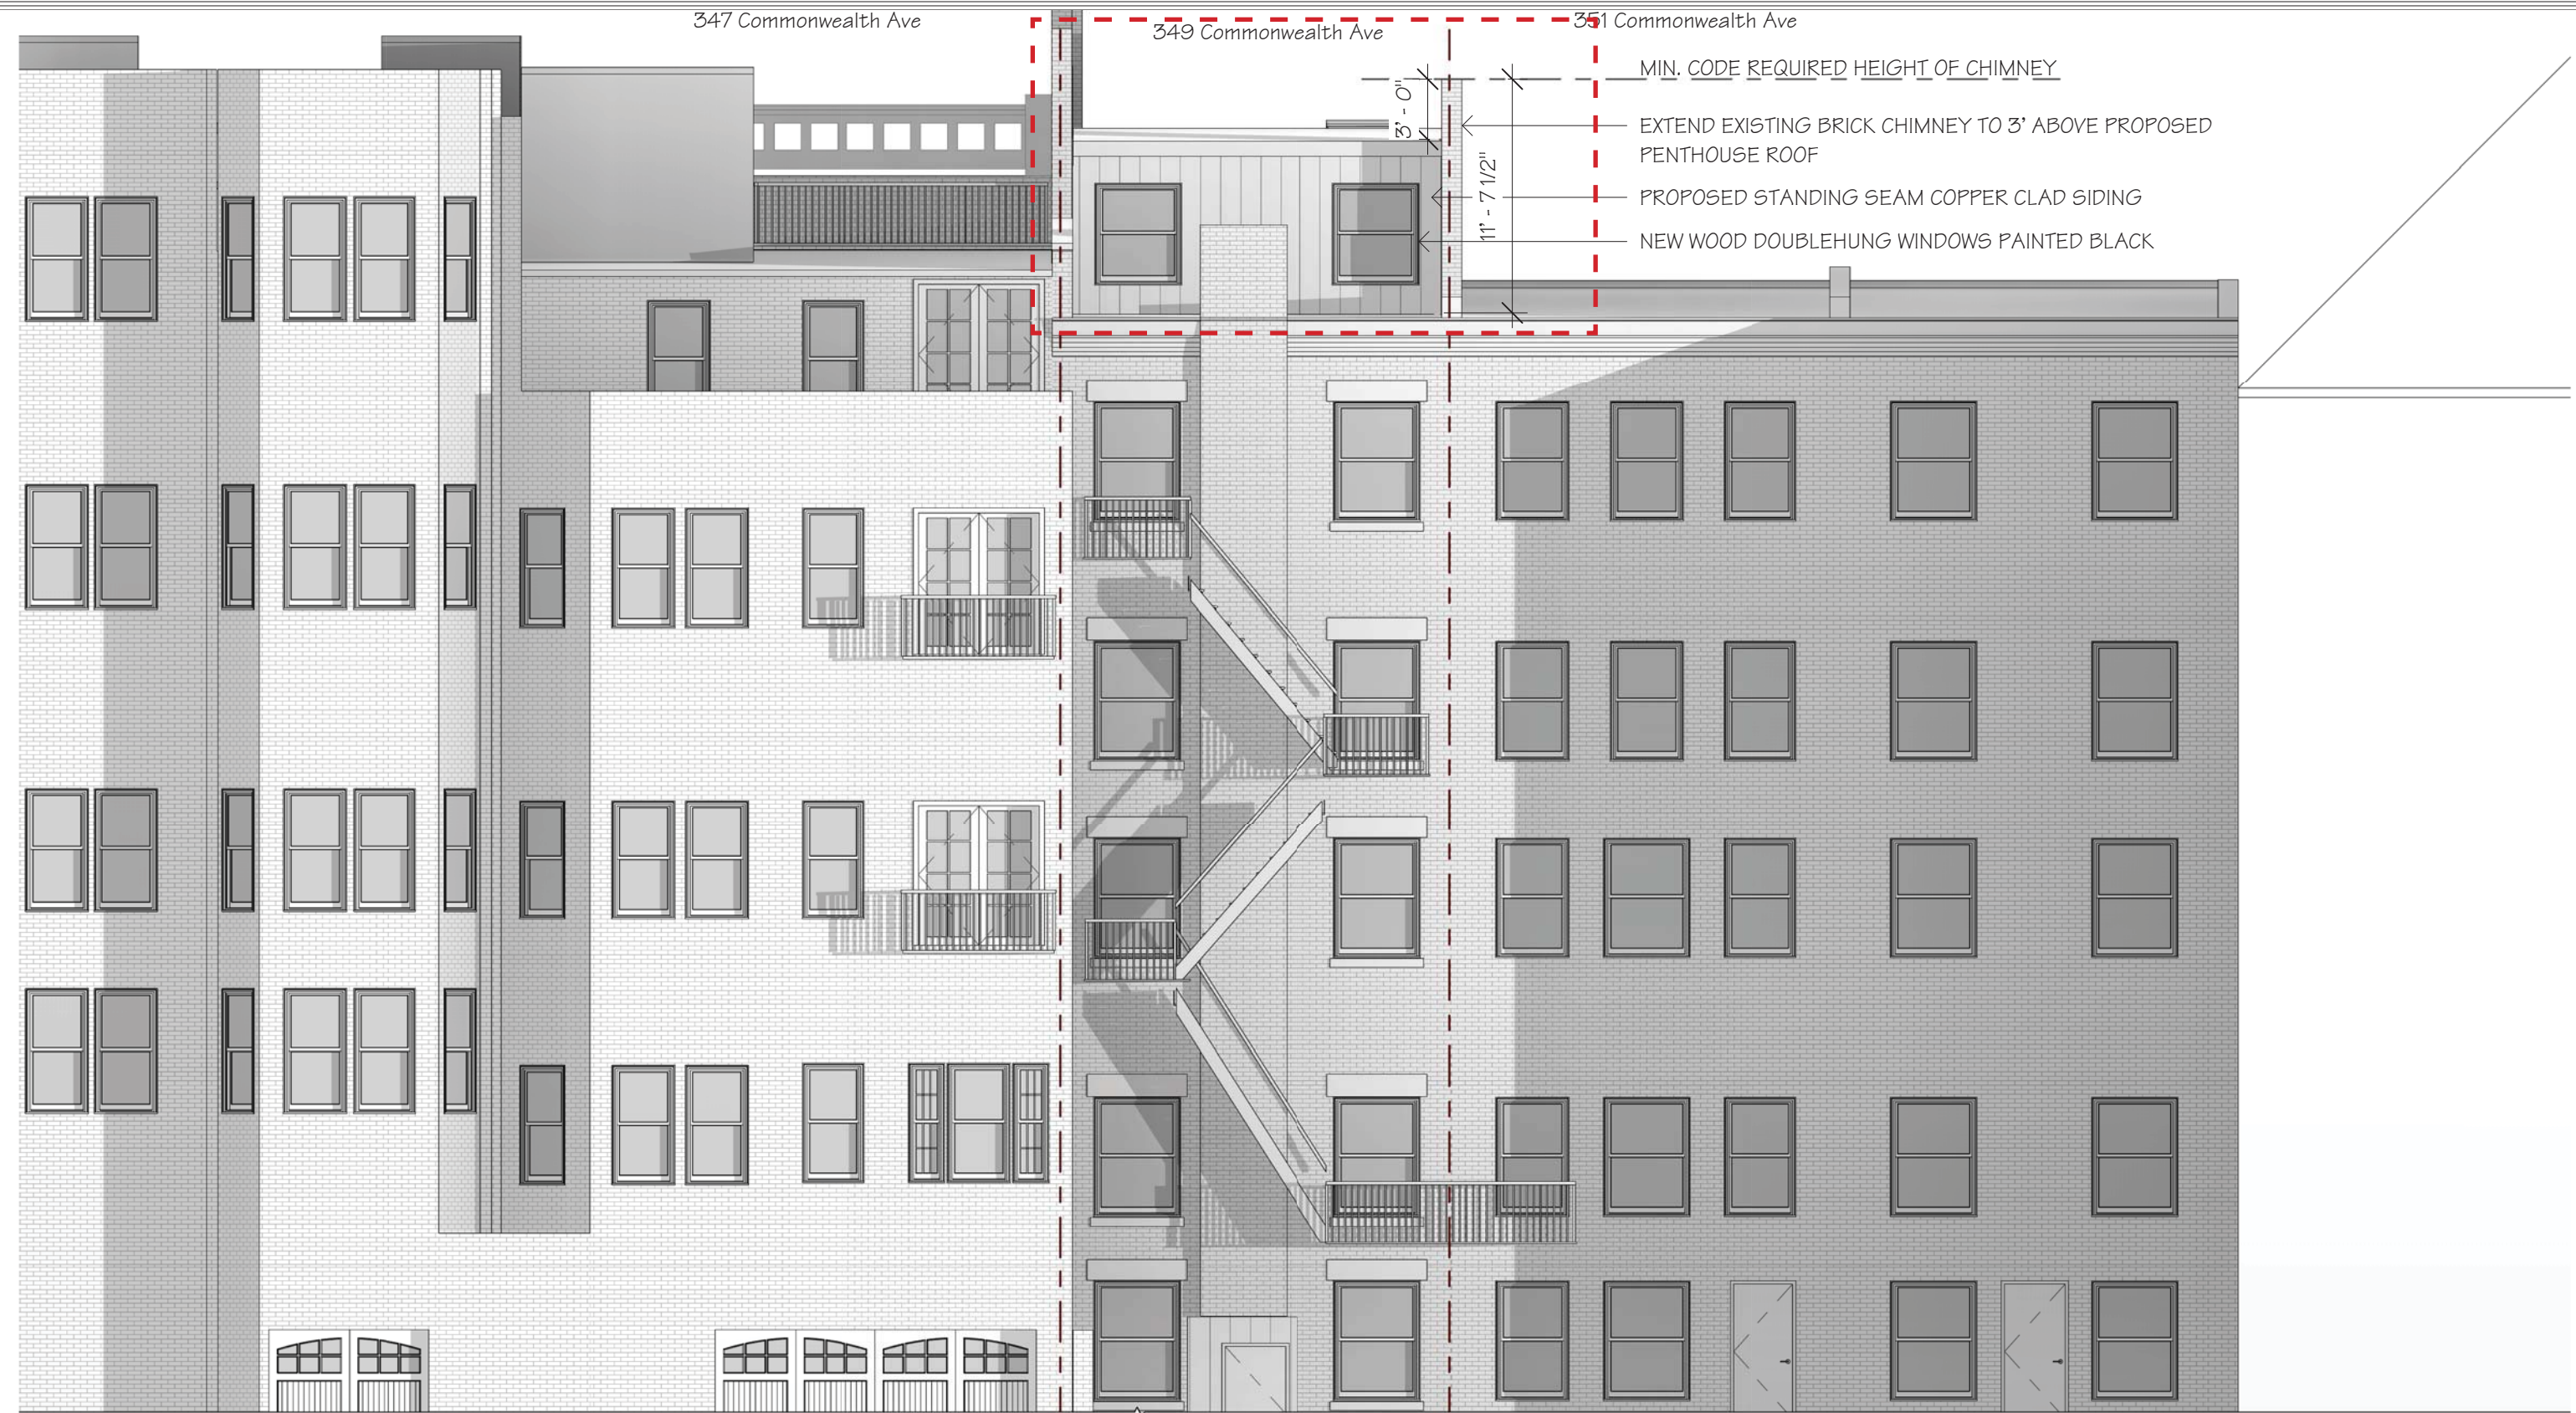 347 Commonwealth Ave
349 Commonwealth Ave
351 Commonwealth Ave
MIN. CODE REQUIRED HEIGHT OF CHIMNEY
3' - 0"
EXTEND EXISTING BRICK CHIMNEY TO 3' ABOVE PROPOSED
PENTHOUSE ROOF
11' - 7 1/2"
PROPOSED STANDING SEAM COPPER CLAD SIDING
NEW WOOD DOUBLEHUNG WINDOWS PAINTED BLACK